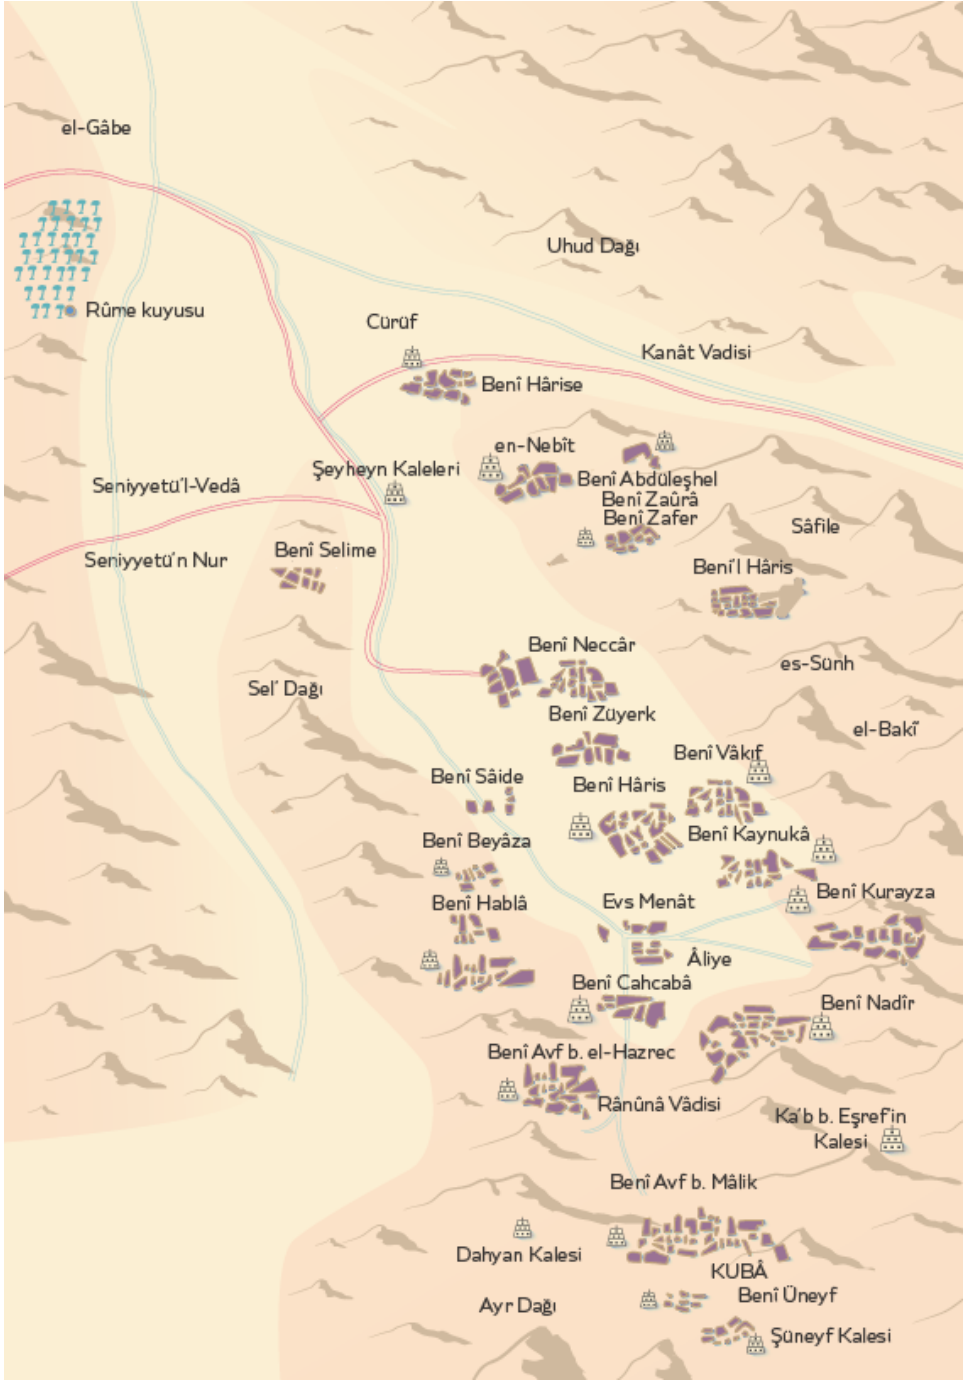 el-Gâbe
Uhud Dağı
Rûme kuyusu
Cürüf
Kanât Vadisi
Benî Hârise
en-Nebît
Şeyheyn Kaleleri
Benî Abdüleşhel
Seniyyetü'l-Vedâ
Benî Zaûrâ
Benî Zafer
Sâfile
Benî Selime
Seniyyetü'n Nur
Beni'l Hâris
Benî Neccâr
es-Sünh
Sel' Dağı
Benî Züyerk
el-Bakî
Benî Vâkıf
Benî Sâide
Benî Hâris
Benî Kaynukâ
Benî Beyâza
Benî Kurayza
Benî Hablâ
Evs Menât
Âliye
Benî Cahcabâ
Benî Nadîr
Benî Avf b. el-Hazrec
Rânûnâ Vâdisi
Ka'b b. Eşref'in
Kalesi
Benî Avf b. Mâlik
Dahyan Kalesi
KUBÂ
Benî Üneyf
Ayr Dağı
Şüneyf Kalesi